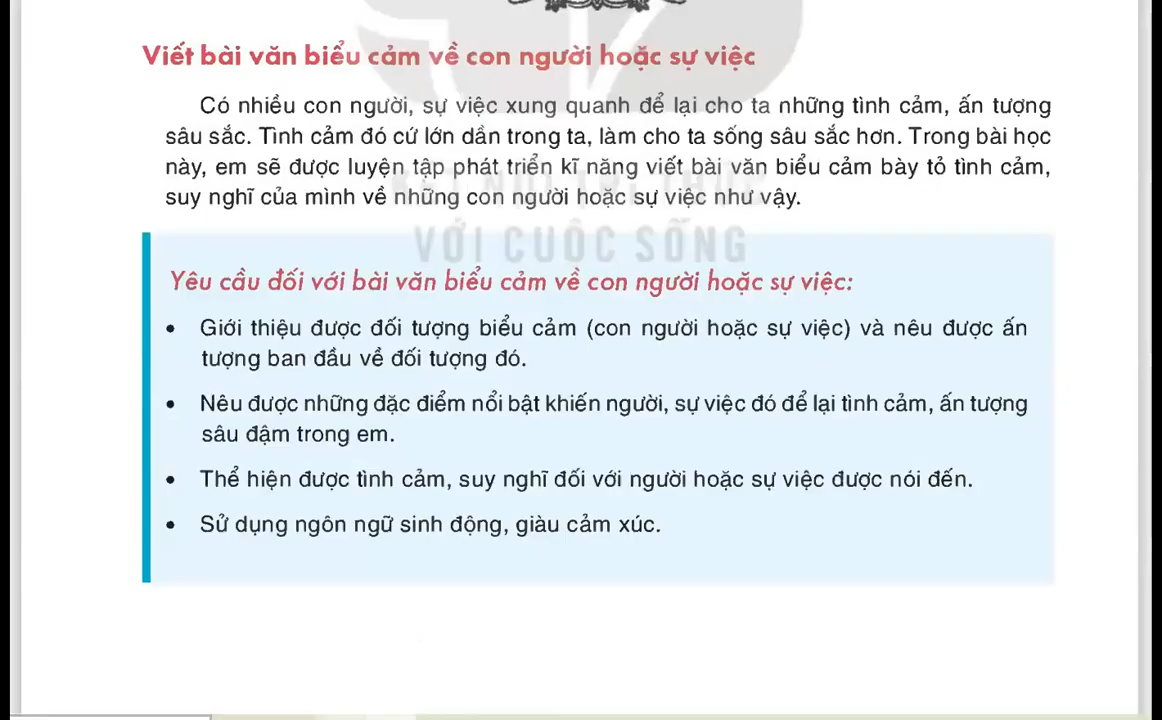 Viết bài văn biểu cảm về con người hoặc sự việc
Có nhiều con người, sự việc xung quanh để lại cho ta những tình cảm, ấn tượng
sâu sắc. Tình cảm đó cứ lớn dần trong ta, làm cho ta sống sâu sắc hơn. Trong bài học
này, em sẽ được luyện tập phát triển kĩ năng viết bài văn biểu cảm bày tỏ tình cảm,
suy nghĩ của mình về những con người hoặc sự việc như vậy.
KẾT NỐI TRI THỨC
VỚI CUỘC SỐNG
Yêu cầu đối với bài văn biểu cảm về con người hoặc sự việc:
• Giới thiệu được đối tượng biểu cảm (con người hoặc sự việc) và nêu được ấn
tượng ban đầu về đối tượng đó.
• Nêu được những đặc điểm nổi bật khiến người, sự việc đó để lại tình cảm, ấn tượng
sâu đậm trong em.
• Thể hiện được tình cảm, suy nghĩ đối với người hoặc sự việc được nói đến.
• Sử dụng ngôn ngữ sinh động, giàu cảm xúc.